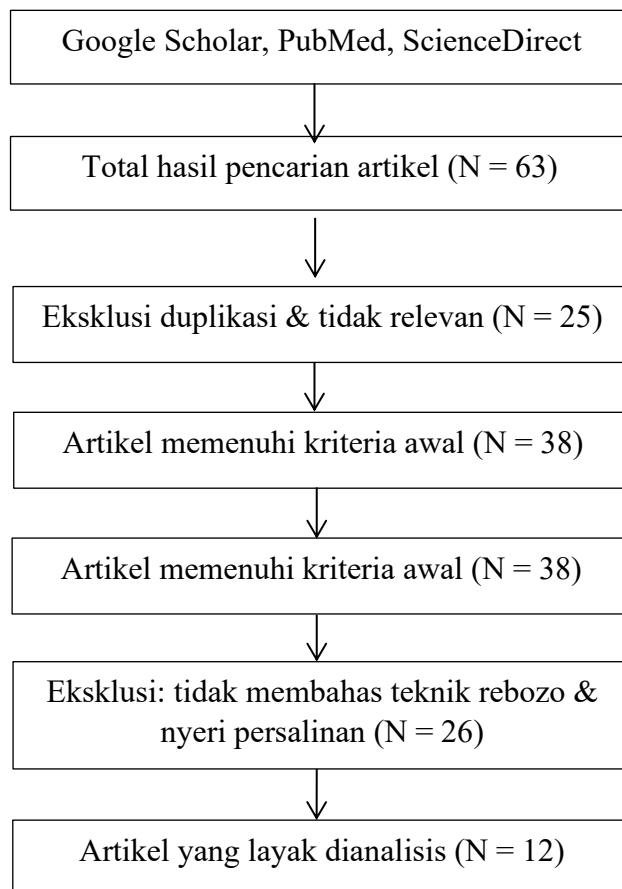 Google Scholar, PubMed, ScienceDirect
Total hasil pencarian artikel (N = 63)
Eksklusi duplikasi & tidak relevan (N = 25)
Artikel memenuhi kriteria awal (N = 38)
Artikel memenuhi kriteria awal (N = 38)
Eksklusi: tidak membahas teknik rebozo &
nyeri persalinan (N = 26)
Artikel yang layak dianalisis (N = 12)